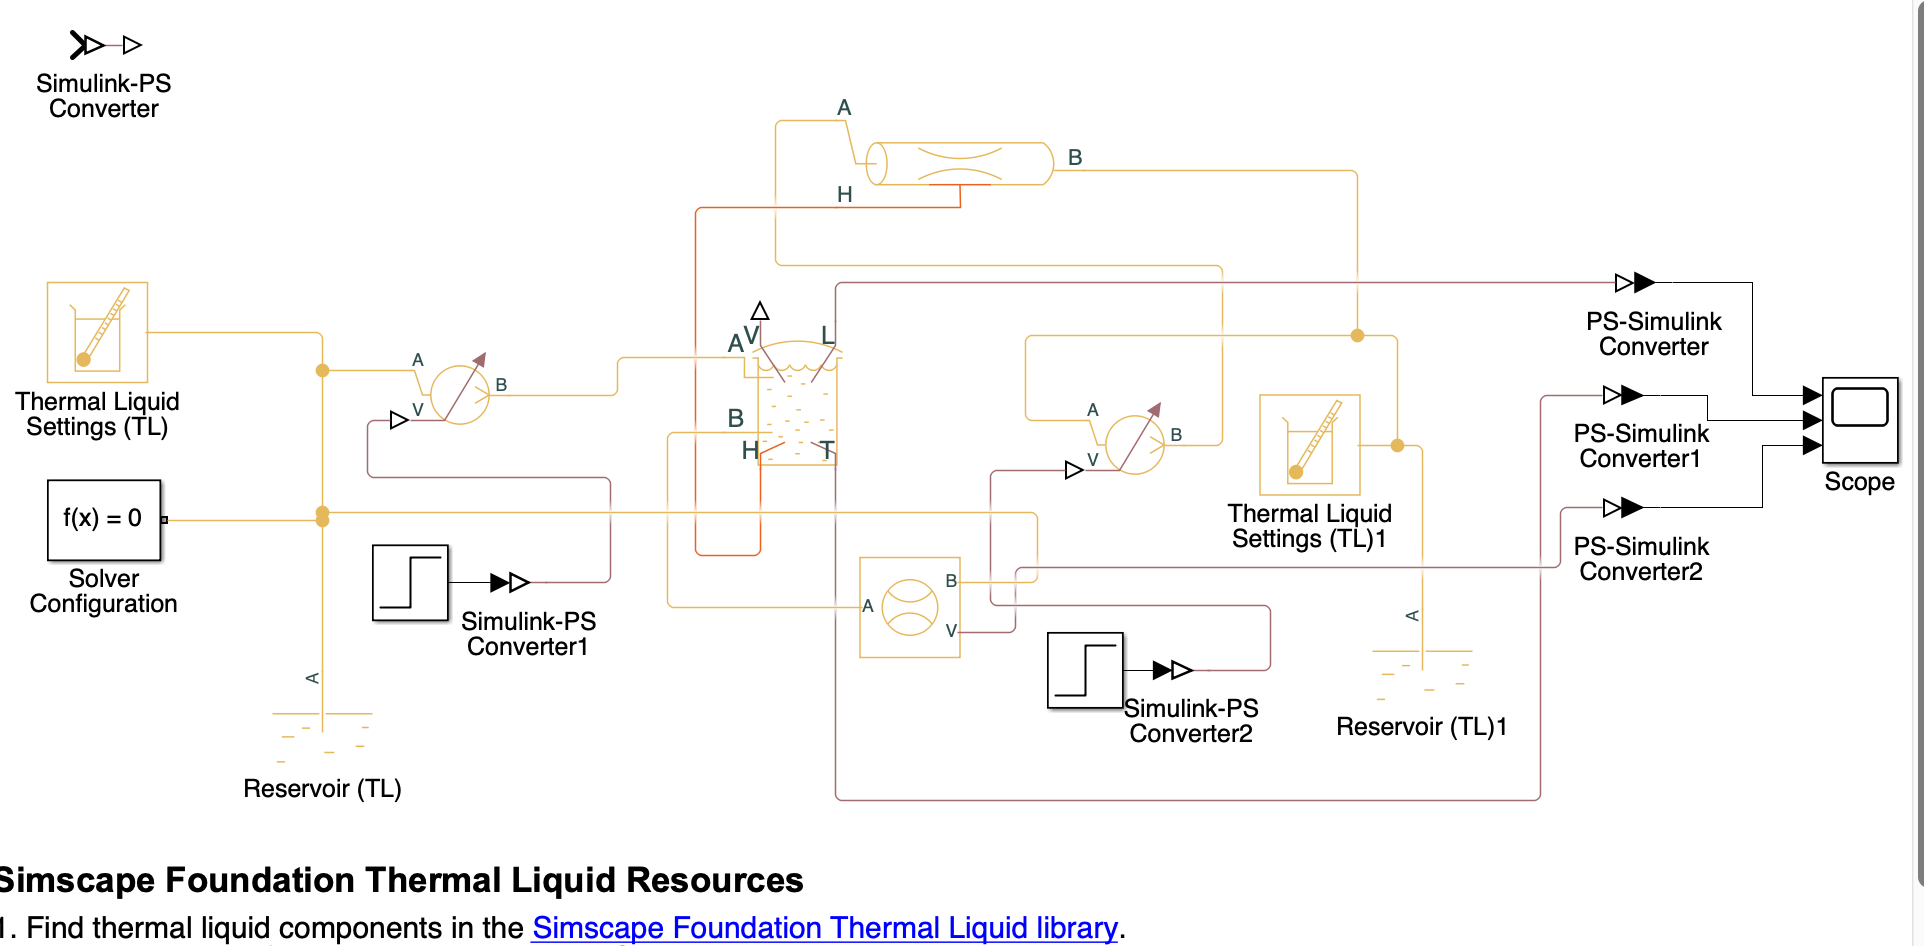 Simulink-PS
Converter
A
B
H
Thermal Liquid
Settings (TL)
A
B
V
A
V
L
B
H
T
A
B
V
Thermal Liquid
Settings (TL)1
PS-Simulink
Converter
PS-Simulink
Converter1
PS-Simulink
Converter2
Scope
f(x) = 0
Solver
Configuration
Simulink-PS
Converter1
A
B
V
Simulink-PS
Converter2
A
Reservoir (TL)
A
Reservoir (TL)1
Simscape Foundation Thermal Liquid Resources
1. Find thermal liquid components in the Simscape Foundation Thermal Liquid library.